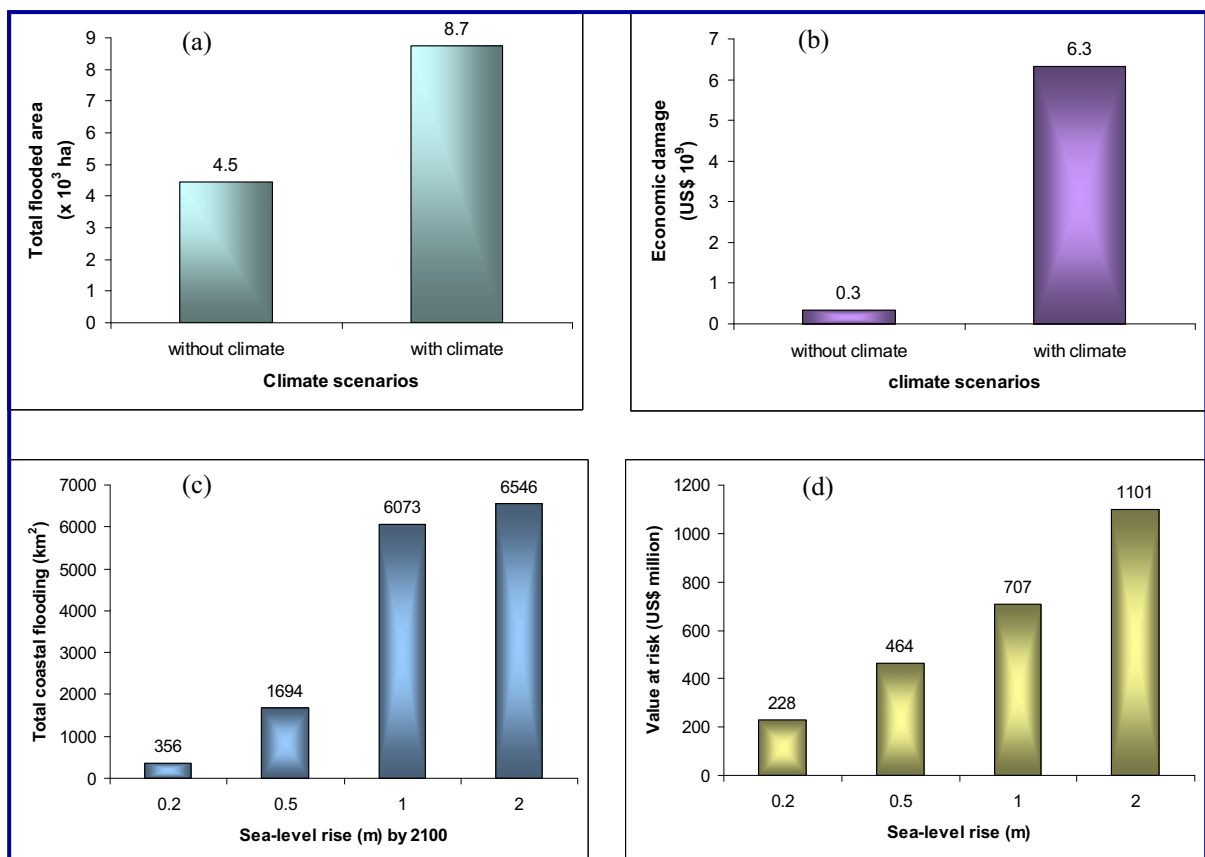 (a)
Total flooded area
(x 10³ ha)
9
8
7
6
5
4
3
2
1
0
4.5
8.7
without climate
with climate
Climate scenarios
(b)
Economic damage
(US$ 10⁹)
7
6
5
4
3
2
1
0
0.3
6.3
without climate
with climate
climate scenarios
(c)
Total coastal flooding (km²)
7000
6000
5000
4000
3000
2000
1000
0
356
1694
6073
6546
0.2
0.5
1
2
Sea-level rise (m) by 2100
(d)
Value at risk (US$ million)
1200
1000
800
600
400
200
0
228
464
707
1101
0.2
0.5
1
2
Sea-level rise (m)